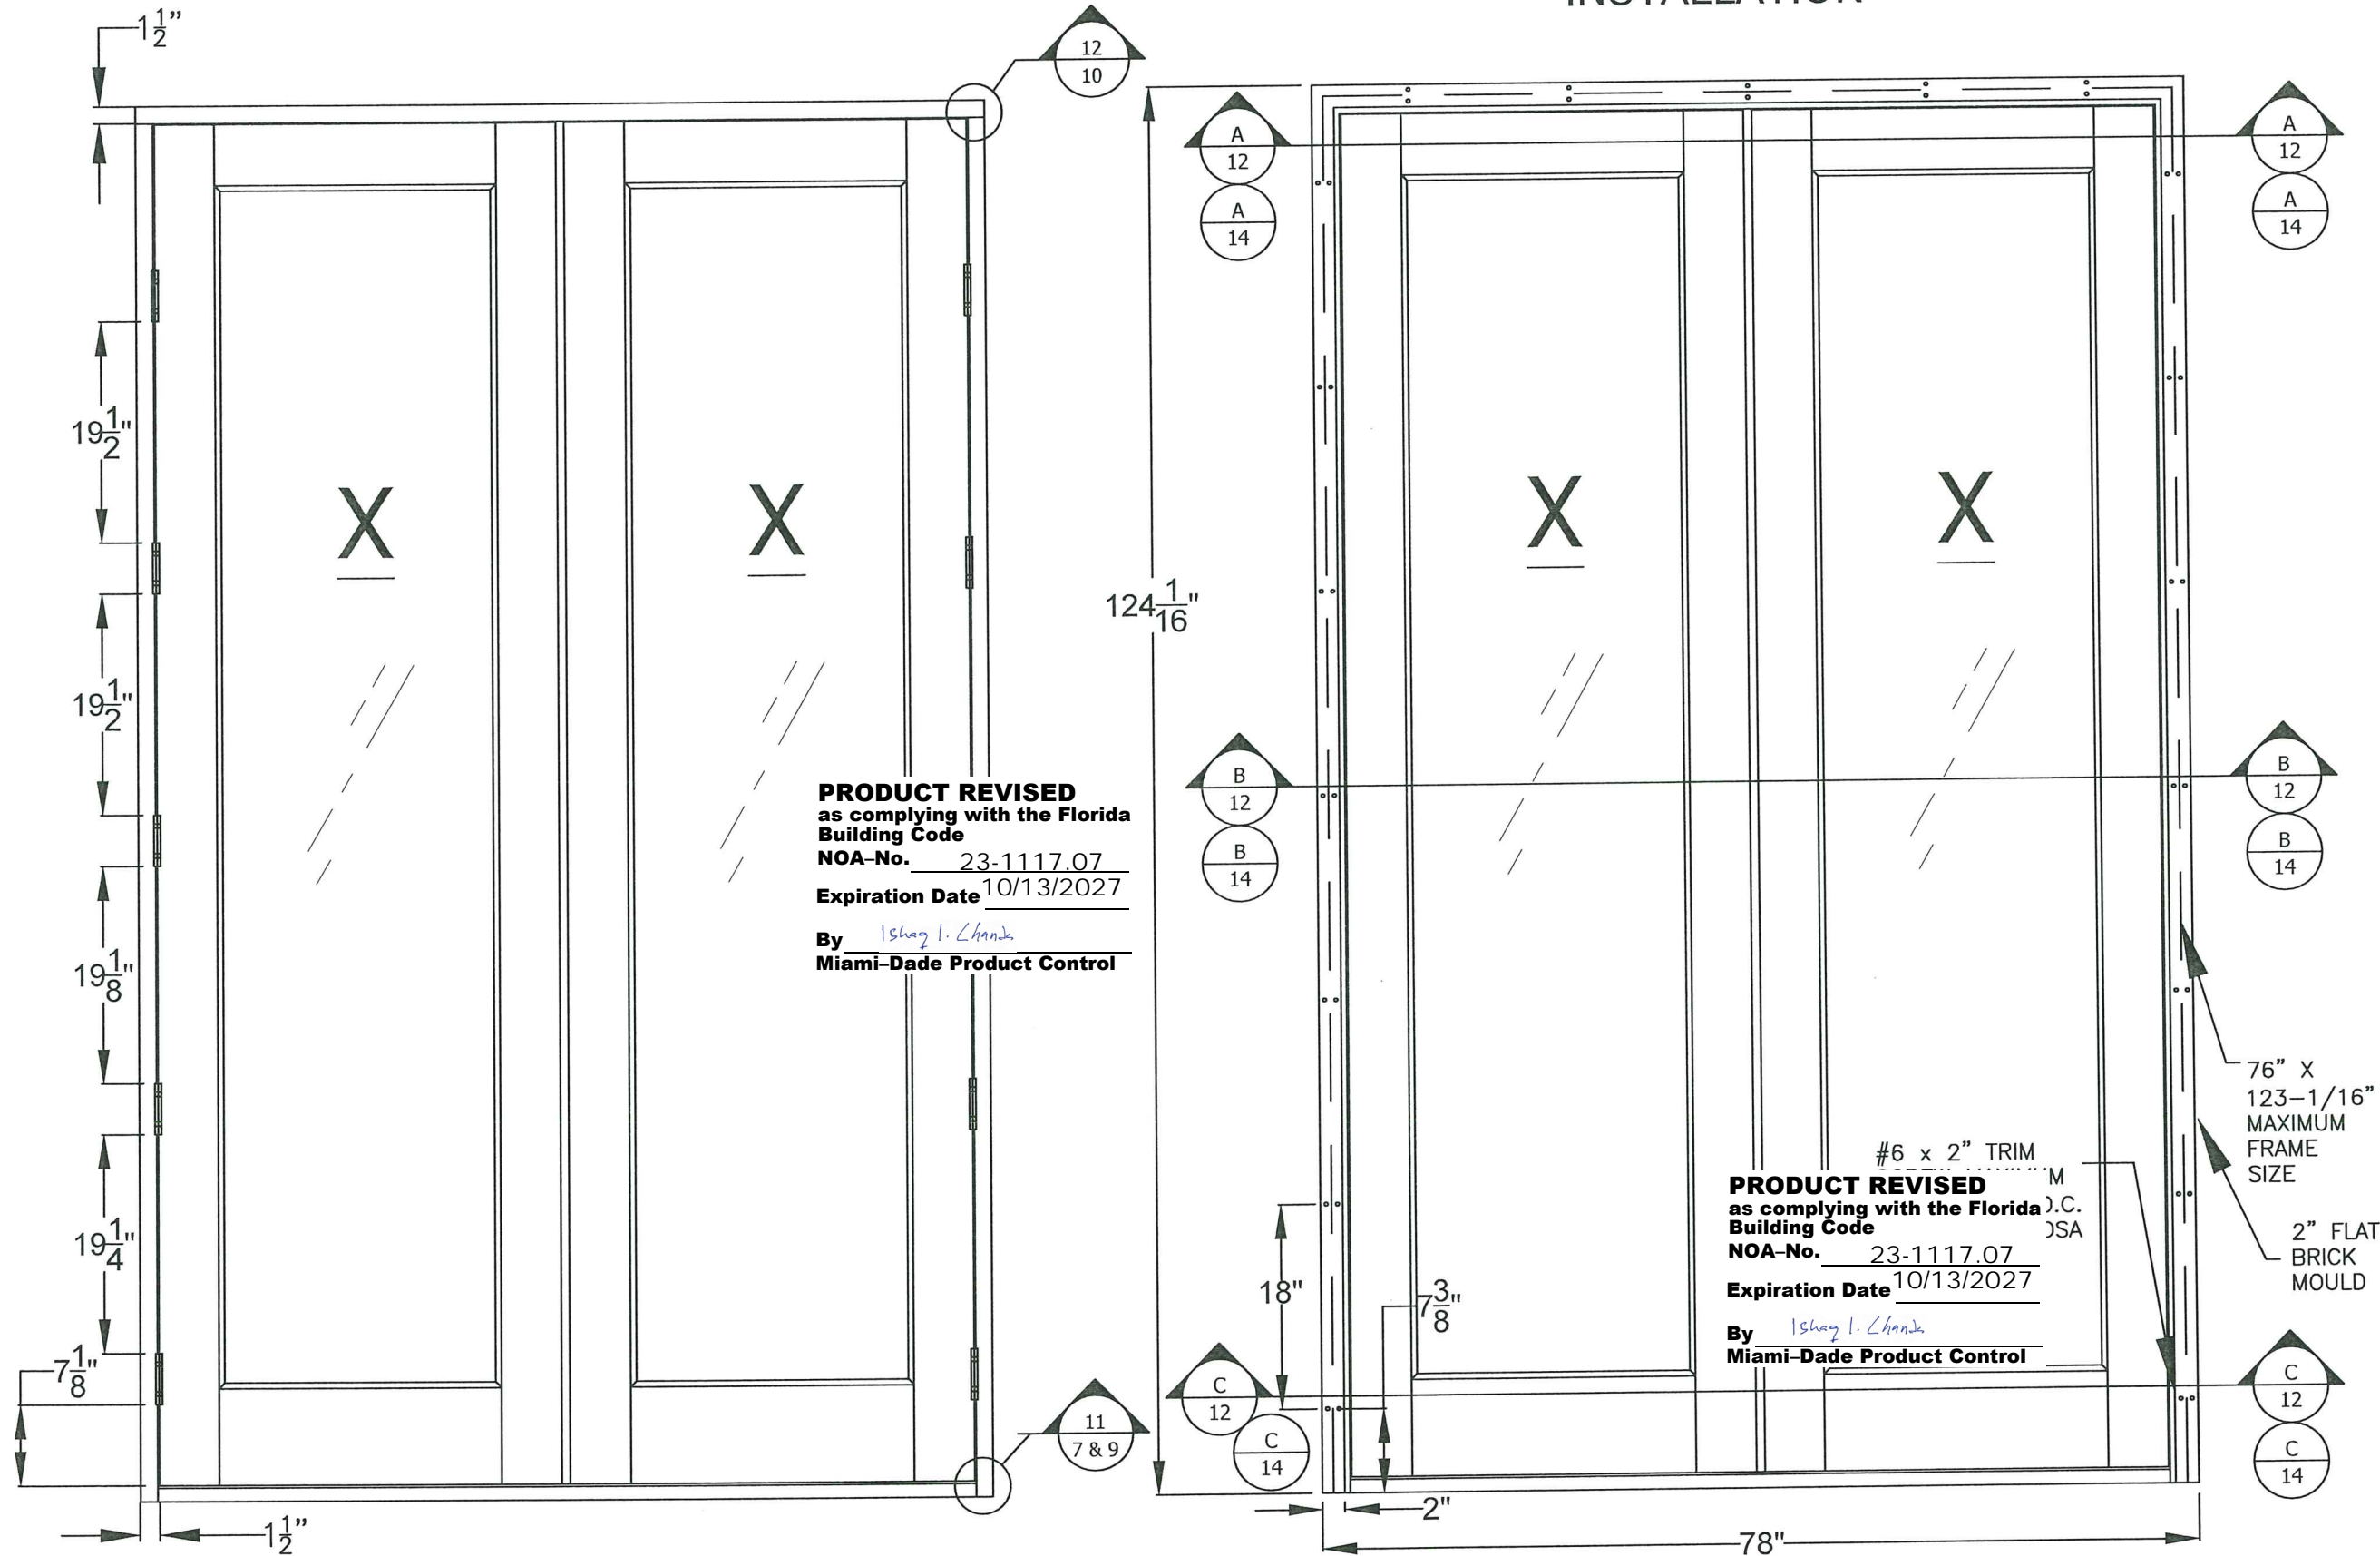 1 1/2"
12
10
19 1/2"
19 1/2"
19 1/8"
19 1/4"
7 1/8"
1 1/2"
X
X
PRODUCT REVISED
as complying with the Florida
Building Code
NOA–No. 23-1117.07
Expiration Date 10/13/2027
By Ishaq I. Chanda
Miami–Dade Product Control
11
7 & 9
INSTALLATION
124 1/16"
A
12
A
14
A
12
A
14
X
X
B
12
B
14
B
12
B
14
76" X
123–1/16"
MAXIMUM
FRAME
SIZE
2" FLAT
BRICK
MOULD
#6 x 2" TRIM
PRODUCT REVISED
as complying with the Florida
Building Code
NOA–No. 23-1117.07
Expiration Date 10/13/2027
By Ishaq I. Chanda
Miami–Dade Product Control
18"
7 3/8"
C
12
C
14
C
12
C
14
2"
78"